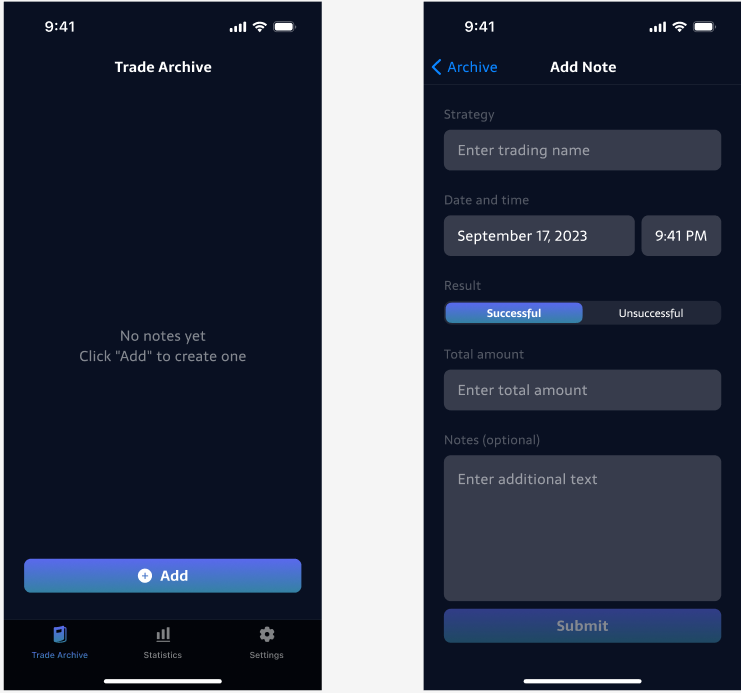 9:41
Trade Archive
No notes yet
Click "Add" to create one
Add
Trade Archive
Statistics
Settings
9:41
Archive
Add Note
Strategy
Enter trading name
Date and time
September 17, 2023
9:41 PM
Result
Successful
Unsuccessful
Total amount
Enter total amount
Notes (optional)
Enter additional text
Submit